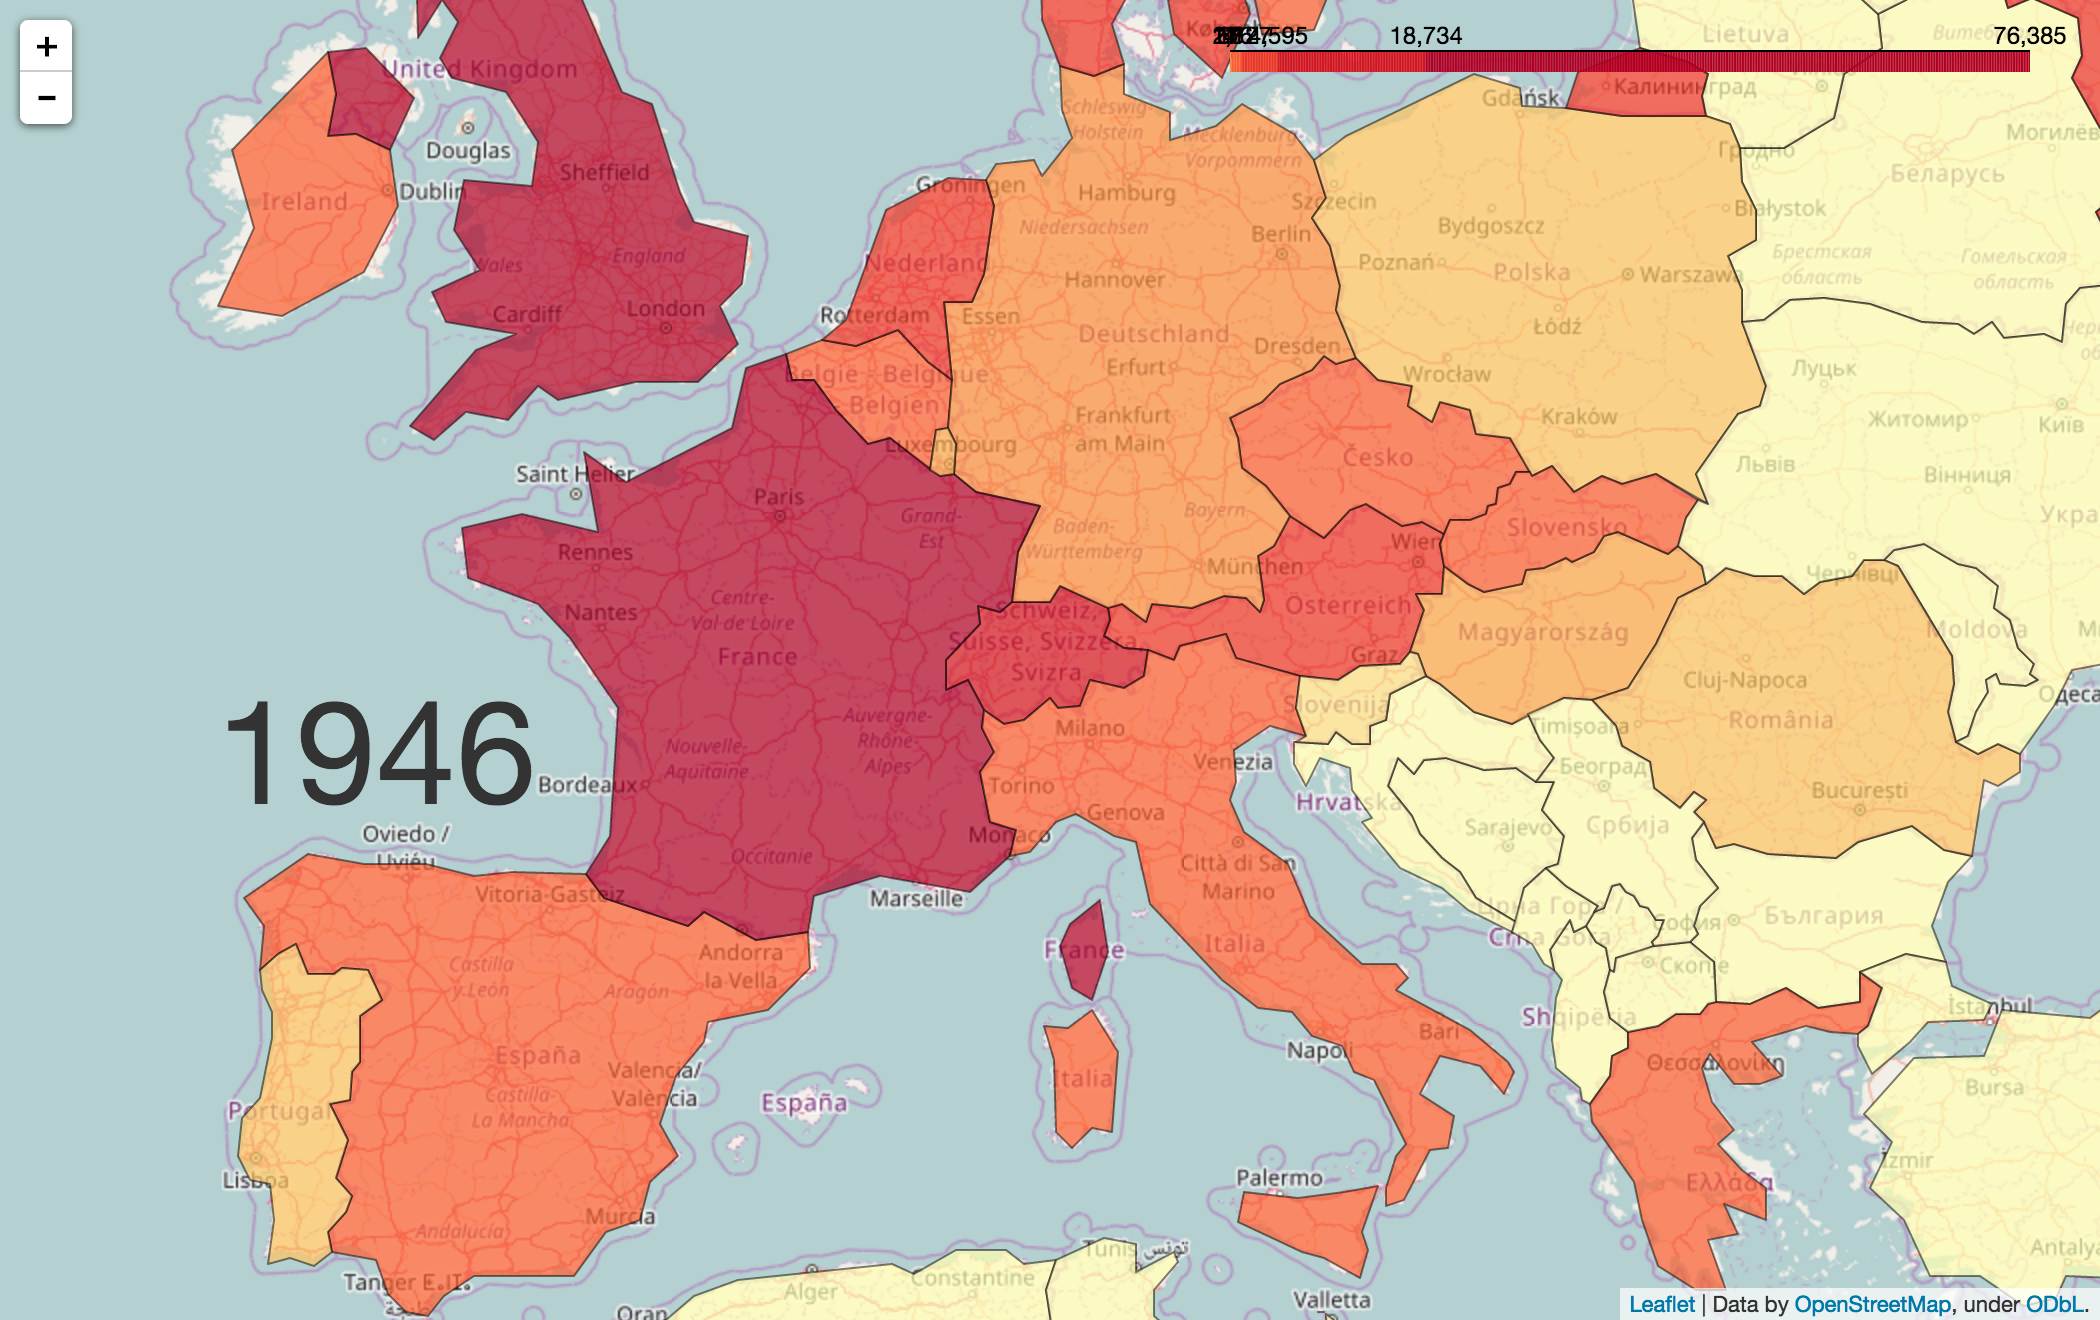 +
−
United Kingdom
København
4,595
18,734
76,385
Lietuva
Gdańsk
Калининград
Douglas
Sheffield
Schleswig-
Holstein
Mecklenburg-
Vorpommern
Гродно
Беларусь
Ireland
Dublin
Groningen
Hamburg
Szczecin
Białystok
Niedersachsen
Berlin
Bydgoszcz
Wales
England
Nederland
Hannover
Poznań
Polska
Warszawa
Брестская
область
Гомельская
область
Cardiff
London
Rotterdam
Essen
Deutschland
Łódź
Dresden
België - Belgique
Belgien
Erfurt
Wrocław
Луцьк
Frankfurt
am Main
Kraków
Житомир
Київ
Luxembourg
Česko
Львів
Saint Helier
Вінниця
Paris
Grand-
Est
Bayern
Baden-
Württemberg
Slovensko
Rennes
Wien
München
Чернівці
Centre-
Val de Loire
Nantes
Schweiz,
Suisse, Svizzera,
Svizra
Österreich
Magyarország
Moldova
France
Graz
Cluj-Napoca
Slovenija
1946
Auvergne-
Rhône-
Alpes
Milano
Timișoara
România
Nouvelle-
Aquitaine
Venezia
Београд
Bordeaux
Torino
București
Hrvatska
Genova
Oviedo /
Uviéu
Monaco
Sarajevo
Србија
Occitanie
Città di San
Marino
Vitoria-Gasteiz
Marseille
Црна Гора /
Crna Gora
София
България
Andorra
la Vella
France
Italia
Castilla
y León
Aragón
Скопје
Shqipëria
İstanbul
Bari
Napoli
España
Valencia/
València
Italia
Θεσσαλονίκη
Bursa
Castilla-
La Mancha
España
Portugal
Lisboa
Palermo
Ελλάδα
İzmir
Murcia
Andalucía
Tunis تونس
Antalya
Constantine
Tanger
Alger
Oran
Valletta
Leaflet | Data by OpenStreetMap, under ODbL.